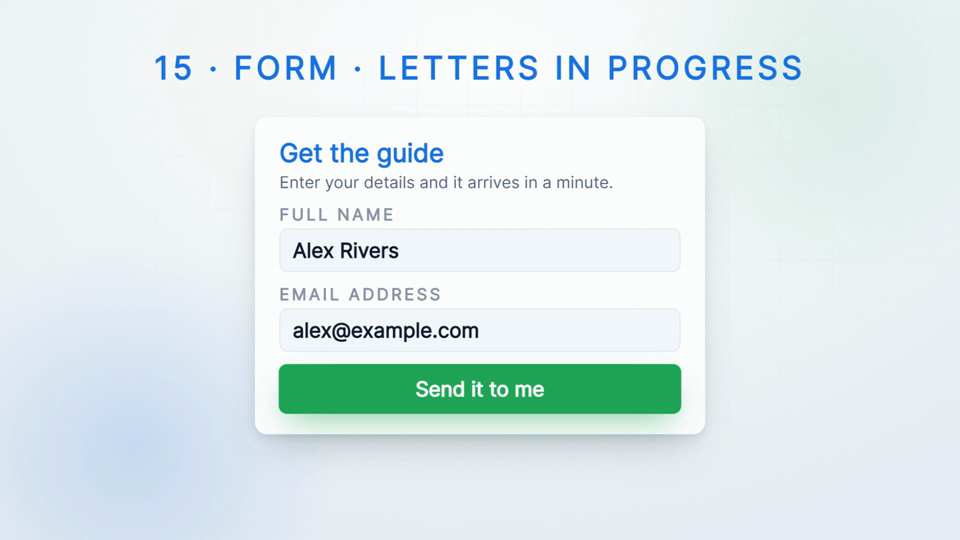 15 · FORM · LETTERS IN PROGRESS
Get the guide
Enter your details and it arrives in a minute.
FULL NAME
Alex Rivers
EMAIL ADDRESS
alex@example.com
Send it to me